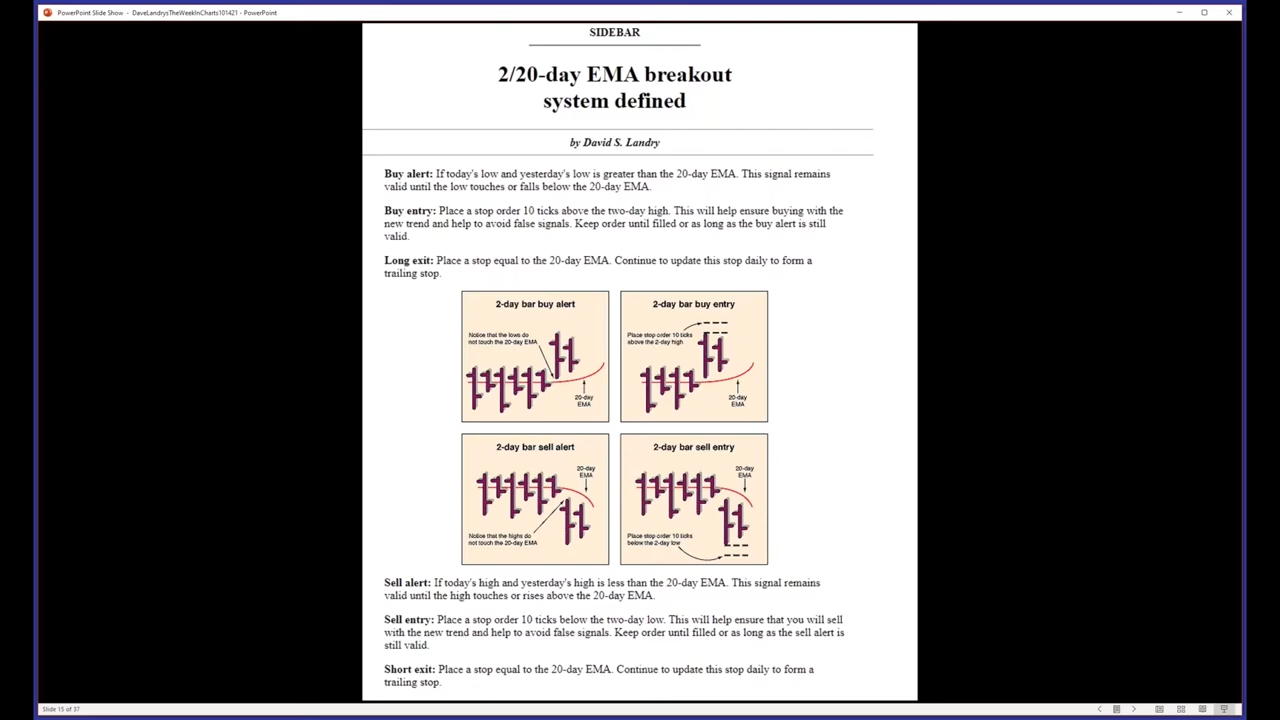 PowerPoint Slide Show - DaveLandrysTheWeekInCharts101421 - PowerPoint
SIDEBAR
2/20-day EMA breakout
system defined
by David S. Landry
Buy alert: If today's low and yesterday's low is greater than the 20-day EMA. This signal remains
valid until the low touches or falls below the 20-day EMA.
Buy entry: Place a stop order 10 ticks above the two-day high. This will help ensure buying with the
new trend and help to avoid false signals. Keep order until filled or as long as the buy alert is still
valid.
Long exit: Place a stop equal to the 20-day EMA. Continue to update this stop daily to form a
trailing stop.
2-day bar buy alert
Notice that the lows do
not touch the 20-day EMA
20-day
EMA
2-day bar buy entry
Place stop order 10 ticks
above the 2-day high
20-day
EMA
2-day bar sell alert
20-day
EMA
Notice that the highs do
not touch the 20-day EMA
2-day bar sell entry
20-day
EMA
Place stop order 10 ticks
below the 2-day low
Sell alert: If today's high and yesterday's high is less than the 20-day EMA. This signal remains
valid until the high touches or rises above the 20-day EMA.
Sell entry: Place a stop order 10 ticks below the two-day low. This will help ensure that you will sell
with the new trend and help to avoid false signals. Keep order until filled or as long as the sell alert is
still valid.
Short exit: Place a stop equal to the 20-day EMA. Continue to update this stop daily to form a
trailing stop.
Slide 15 of 37